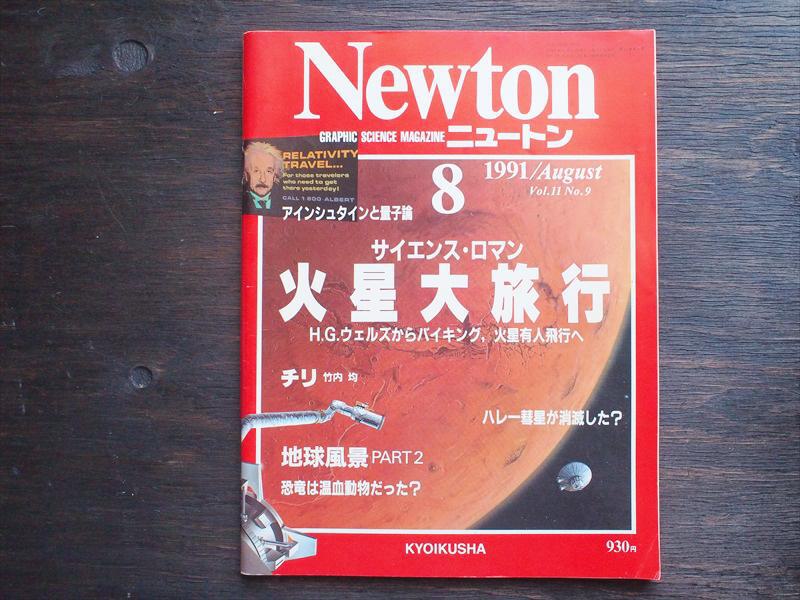 Newton
GRAPHIC SCIENCE MAGAZINE ニュートン
RELATIVITY
TRAVEL...
For those travelers
who need to get
there yesterday!
CALL 1 800 ALBERT
8
1991/August
Vol.11 No.9
アインシュタインと量子論
サイエンス・ロマン
火星大旅行
H.G.ウェルズからバイキング,火星有人飛行へ
チリ 竹内 均
ハレー彗星が消滅した?
地球風景 PART 2
恐竜は温血動物だった?
KYOIKUSHA
930円